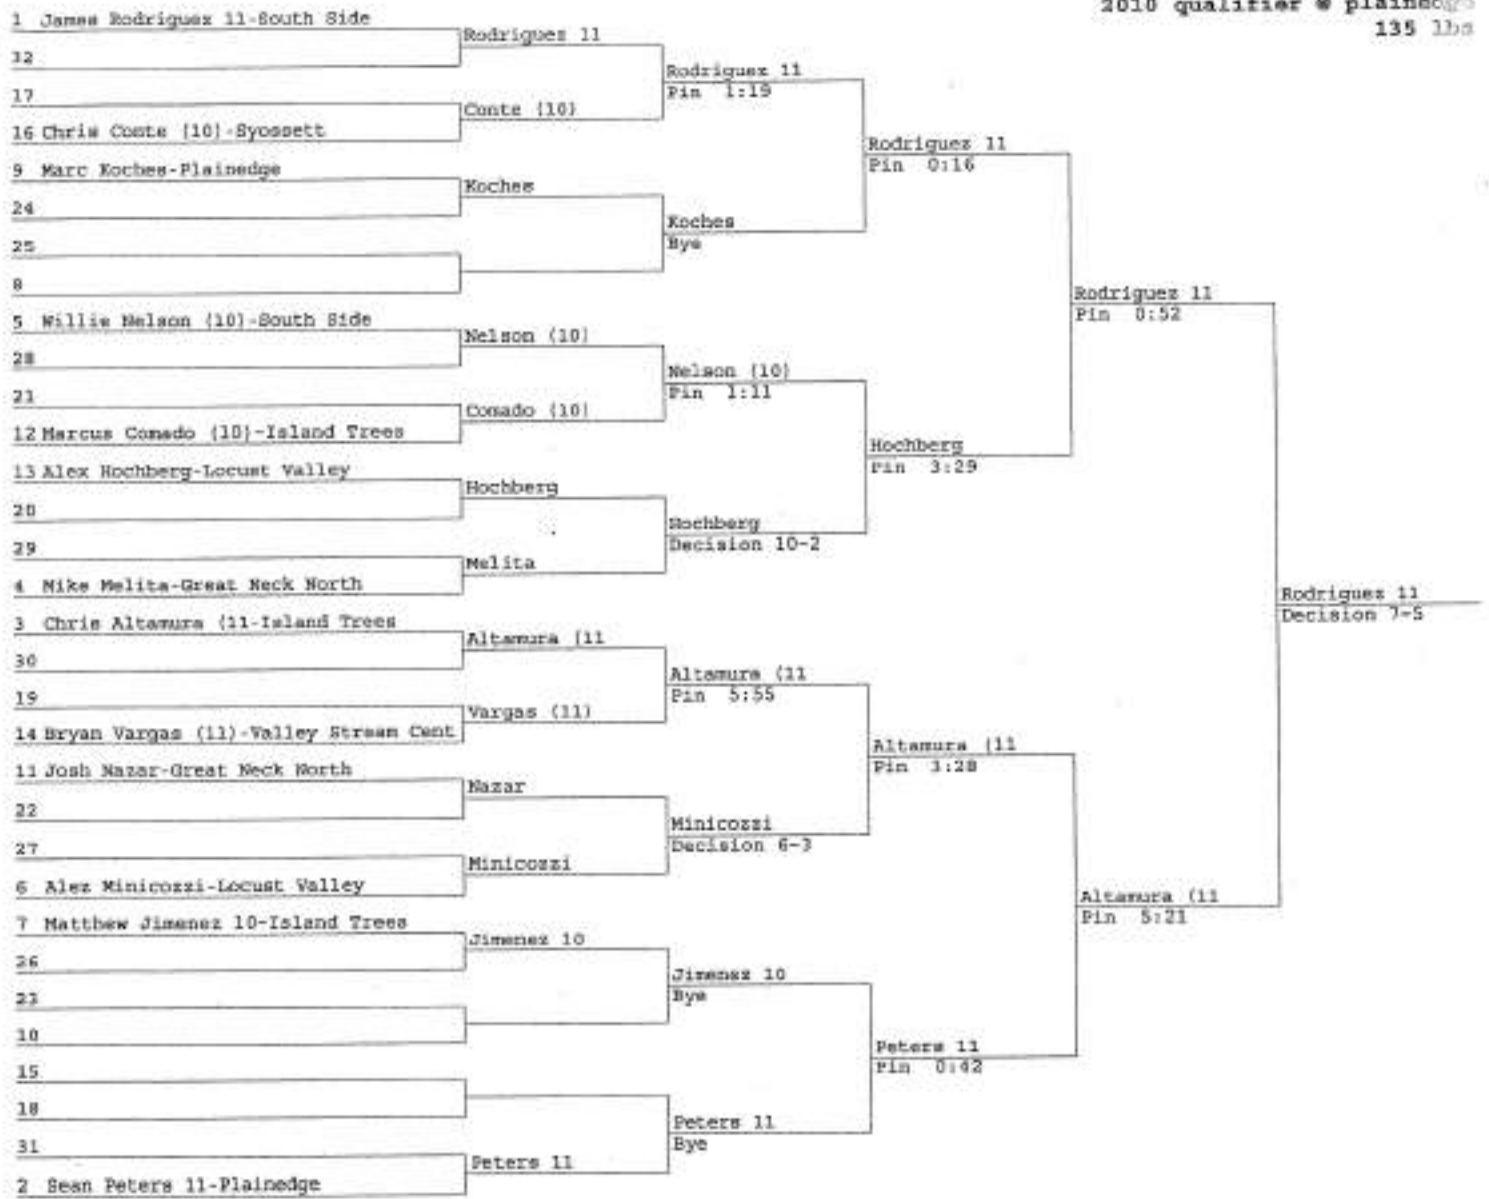 2010 qualifier @ plainedge
135 lbs
1 James Rodriguez 11-South Side
32
17
16 Chris Conte (10)-Syossett
9 Marc Koches-Plainedge
24
25
8
5 Willie Nelson (10)-South Side
28
21
12 Marcus Comado (10)-Island Trees
13 Alex Hochberg-Locust Valley
20
29
4 Mike Melita-Great Neck North
3 Chris Altamura (11-Island Trees
30
19
14 Bryan Vargas (11)-Valley Stream Cent
11 Josh Nazar-Great Neck North
22
27
6 Alez Minicozzi-Locust Valley
7 Matthew Jimenez 10-Island Trees
26
23
10
15
18
31
2 Sean Peters 11-Plainedge
Rodriguez 11
Conte (10)
Koches
Nelson (10)
Comado (10)
Hochberg
Melita
Altamura (11
Vargas (11)
Nazar
Minicozzi
Jimenez 10
Peters 11
Rodriguez 11
Pin 1:19
Koches
Bye
Nelson (10)
Pin 1:11
Hochberg
Decision 10-2
Altamura (11
Pin 5:55
Minicozzi
Decision 6-3
Jimenez 10
Bye
Peters 11
Bye
Rodriguez 11
Pin 0:16
Hochberg
Pin 3:29
Altamura (11
Pin 3:28
Peters 11
Pin 0:42
Rodriguez 11
Pin 0:52
Altamura (11
Pin 5:21
Rodriguez 11
Decision 7-5